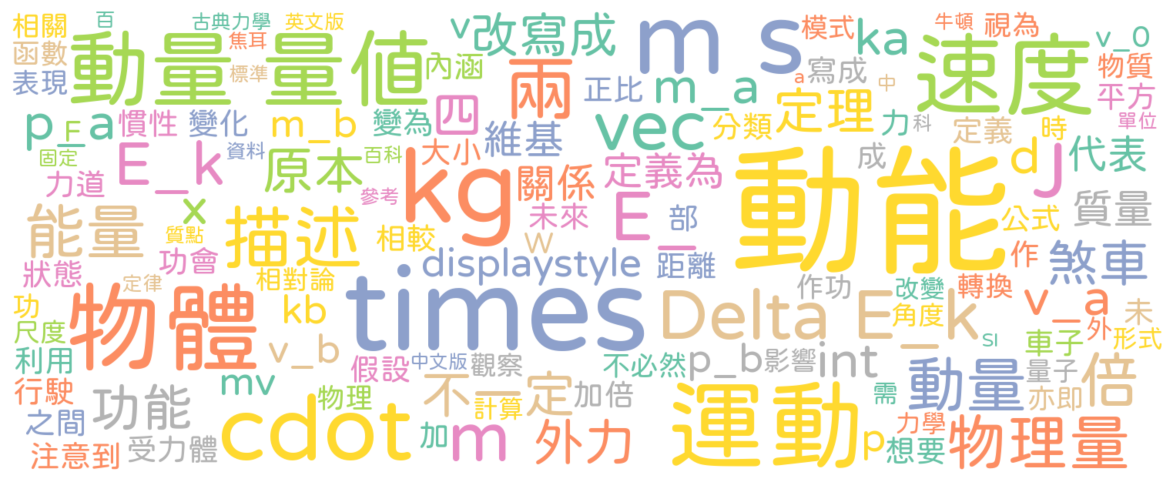 相關 百 古典力學 英文版 v 改寫成 m s 模式 ka 牛頓 視為 v_0
函數 動量 量值 焦耳 內涵 兩 寫成 速度 物質
表現 標準 正比 m_a a 中 定理 平方
p_a F 慣性 變化 m_b 變為 四 維基 vec 分類 力 科 定義 時 單位
固定 力道 E_k 資料 原本 百科 大小 kg 關係 定義為 成 動能 d J 代表
能量 x 質點 描述 參考 相較 未來 W E_ 部 公式 質量
狀態 功會 定律 相對論 displaystyle 距離 作功 改變 作 轉換 煞車
功 尺度 物體 kb times Delta E_k 角度 v_a 外 未
利用 v_b 假設 中文版 觀察 不必然 p_b 影響 int SI 車子 形式
行駛 功能 mv 物理 不一定 計算 加倍 運動 需 動量 量子 亦即 倍
之間 注意到 受力體 cdot 加 m 外力 p 力學 想要 物理量